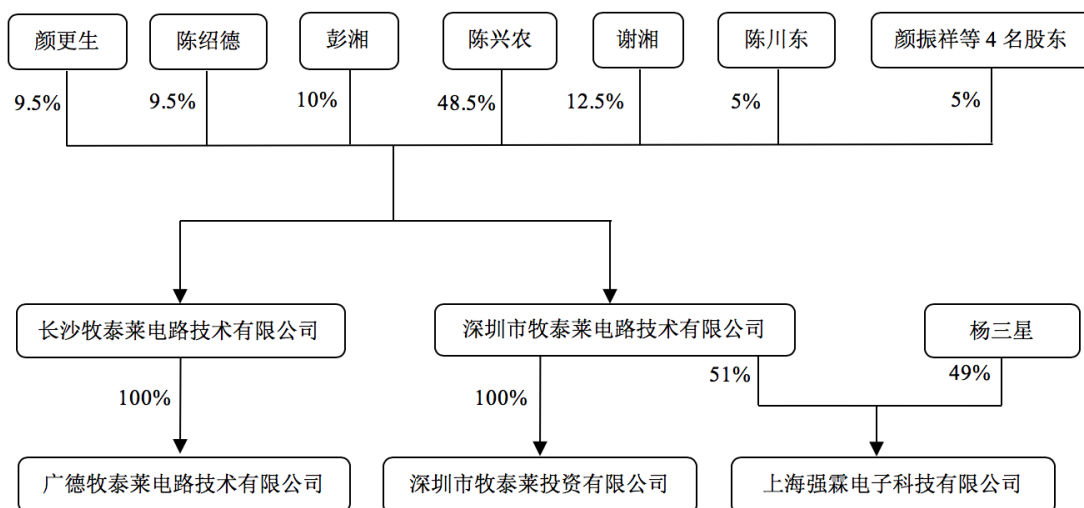 颜更生
陈绍德
彭湘
陈兴农
谢湘
陈川东
颜振祥等 4 名股东
9.5%
9.5%
10%
48.5%
12.5%
5%
5%
长沙牧泰莱电路技术有限公司
深圳市牧泰莱电路技术有限公司
杨三星
100%
100%
51%
49%
广德牧泰莱电路技术有限公司
深圳市牧泰莱投资有限公司
上海强霖电子科技有限公司